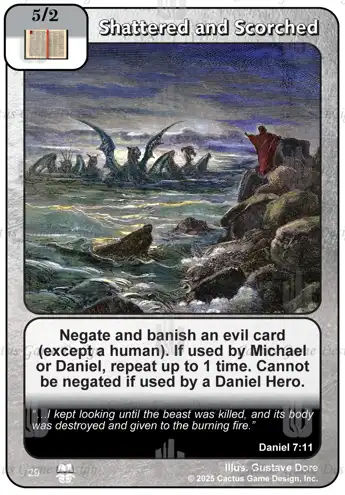 5/2
Shattered and Scorched
Negate and banish an evil card
(except a human). If used by Michael
or Daniel, repeat up to 1 time. Cannot
be negated if used by a Daniel Hero.
"...I kept looking until the beast was killed, and its body
was destroyed and given to the burning fire."
Daniel 7:11
Illus. Gustave Dore
29
© 2025 Cactus Game Design, Inc.